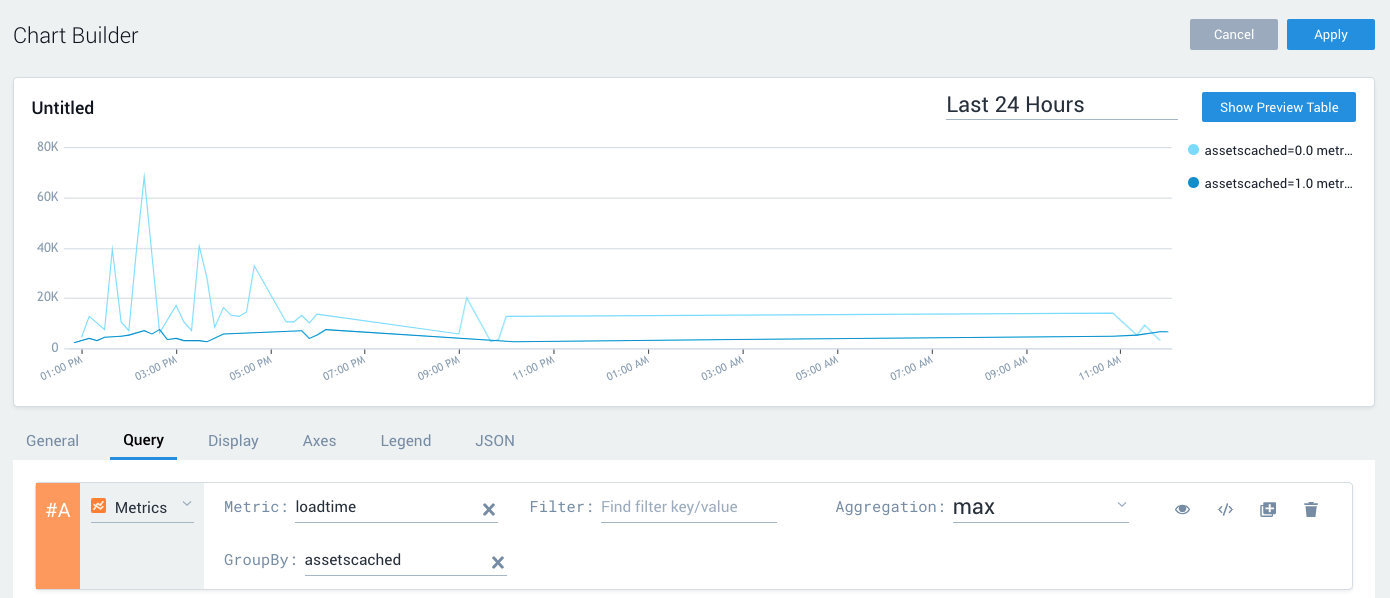 Chart Builder
Cancel
Apply
Untitled
Last 24 Hours
Show Preview Table
80K
60K
40K
20K
0
01:00 PM
03:00 PM
05:00 PM
07:00 PM
09:00 PM
11:00 PM
01:00 AM
03:00 AM
05:00 AM
07:00 AM
09:00 AM
11:00 AM
assetscached=0.0 metr...
assetscached=1.0 metr...
General Query Display Axes Legend JSON
#A
Metrics
Metric: loadtime
Filter: Find filter key/value
Aggregation: max
GroupBy: assetscached